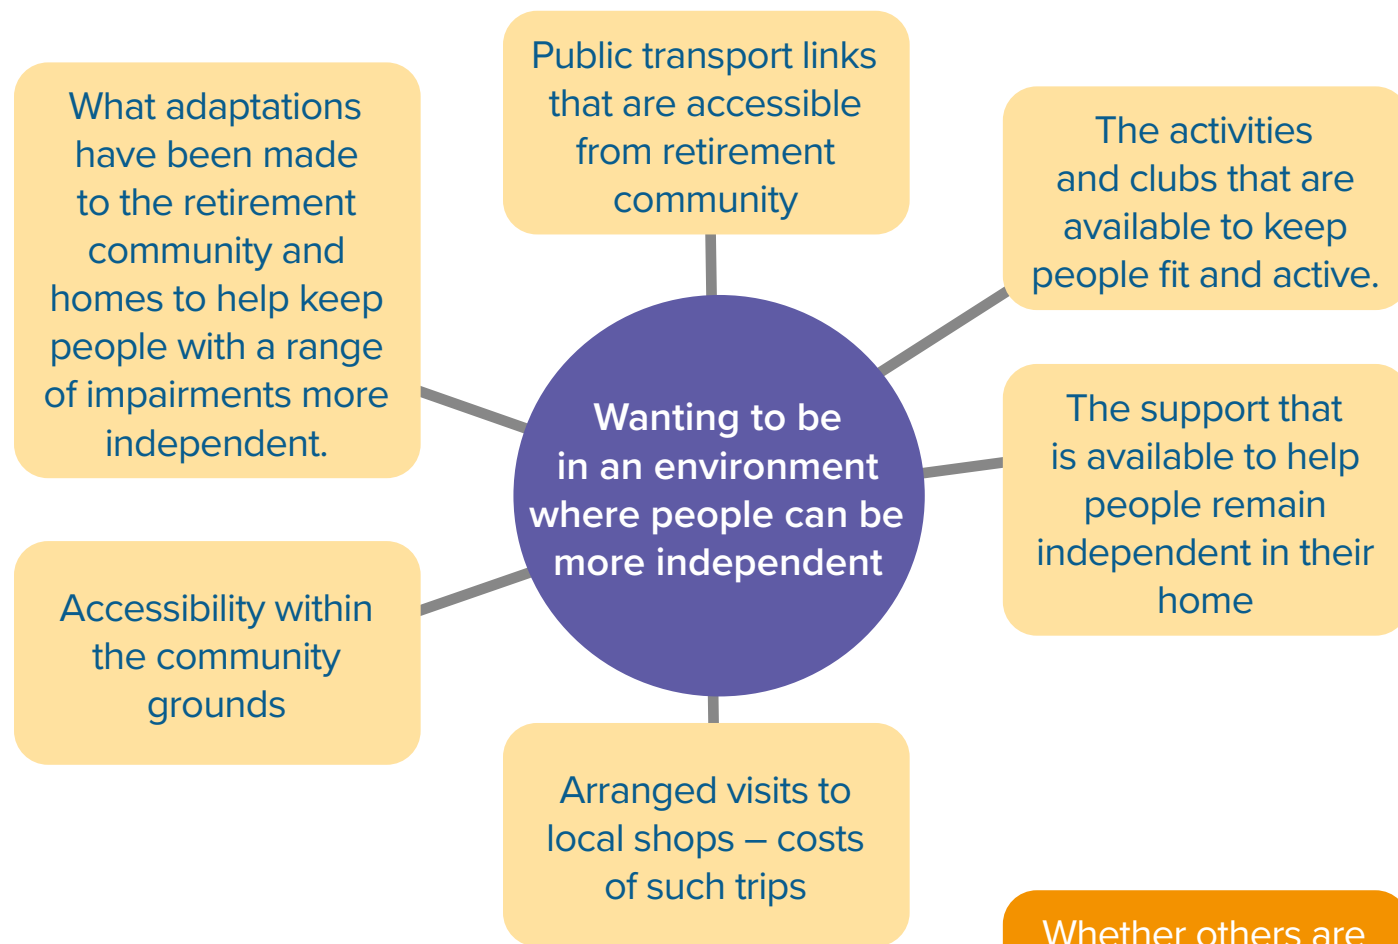 Public transport links
that are accessible
from retirement
community
What adaptations
have been made
to the retirement
community and
homes to help keep
people with a range
of impairments more
independent.
The activities
and clubs that are
available to keep
people fit and active.
Wanting to be
in an environment
where people can be
more independent
The support that
is available to help
people remain
independent in their
home
Accessibility within
the community
grounds
Arranged visits to
local shops – costs
of such trips
Whether others are